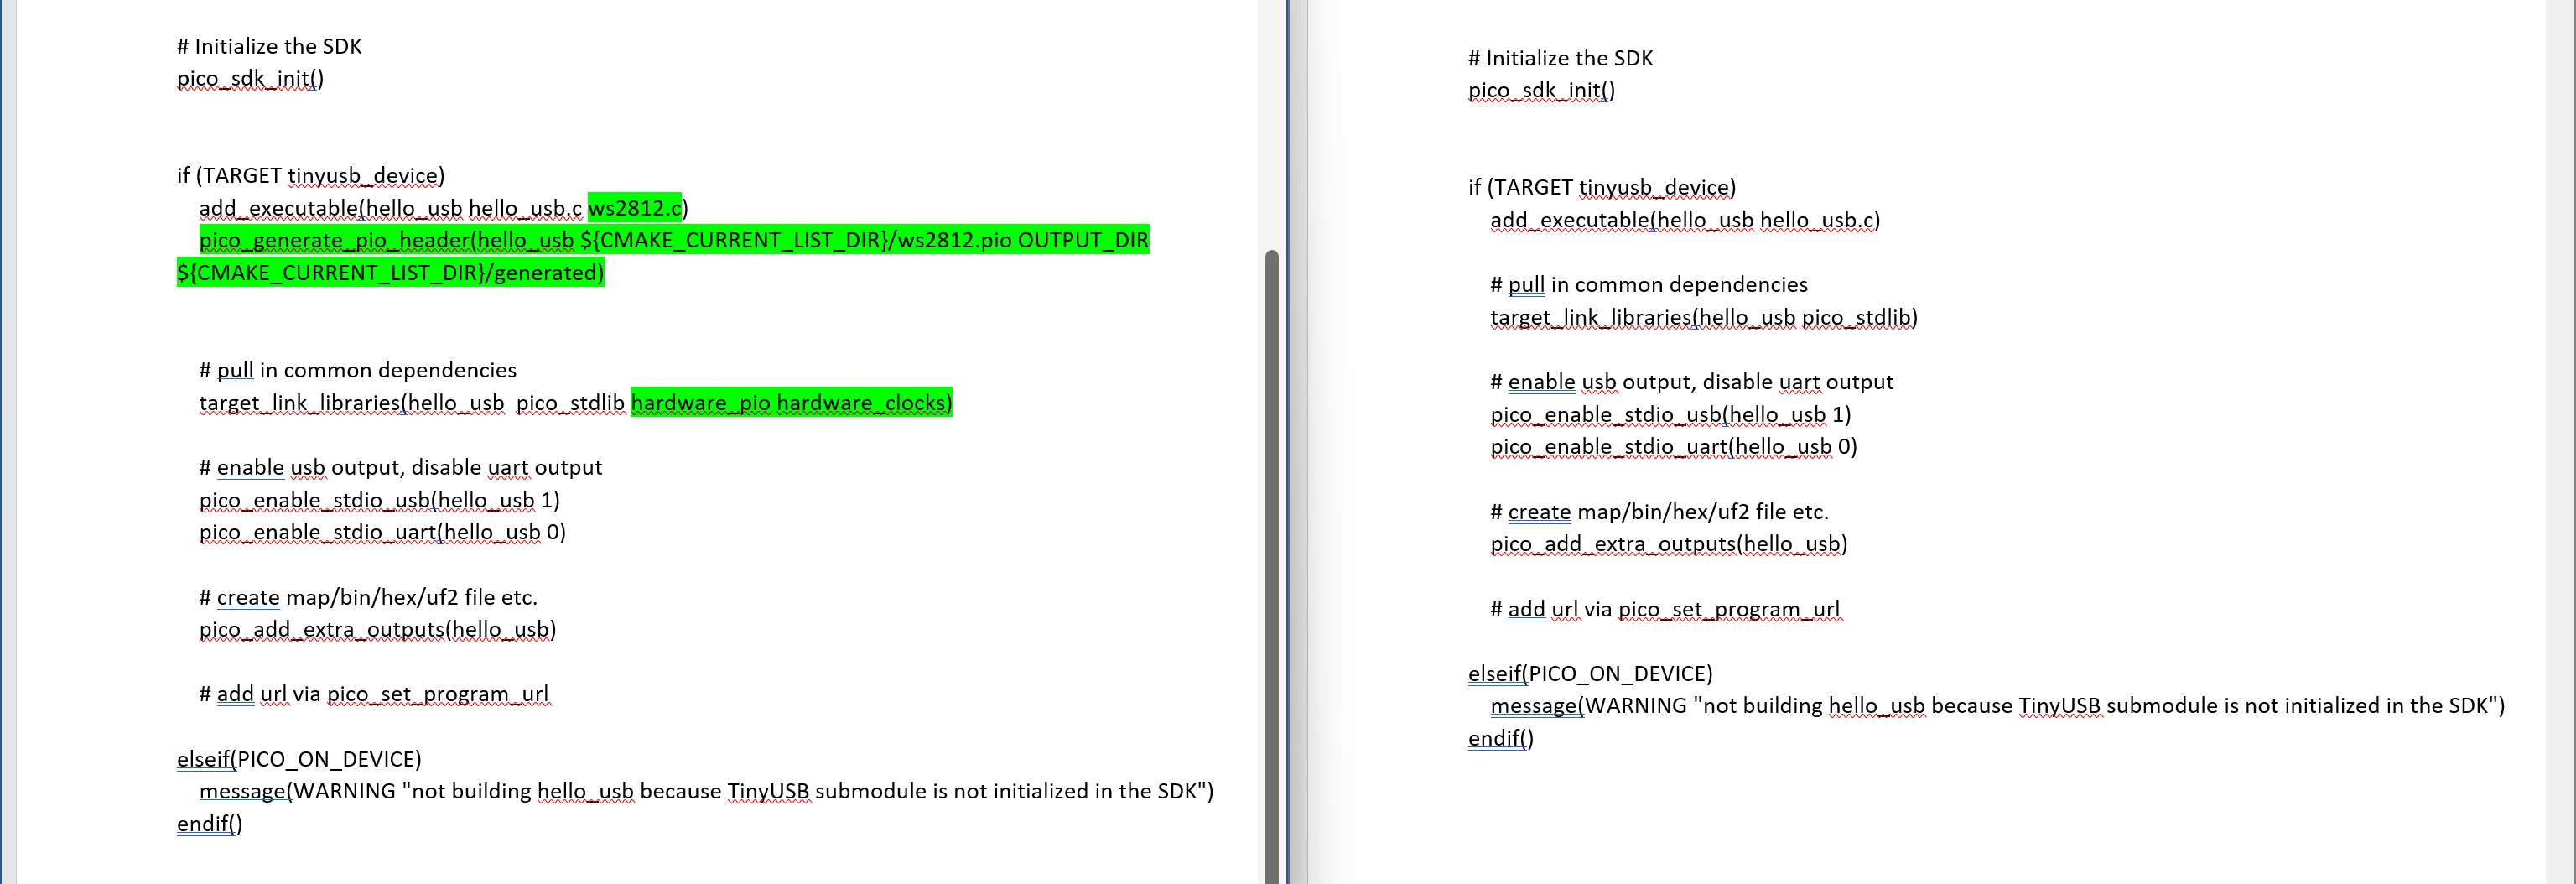 # Initialize the SDK
pico_sdk_init()
if (TARGET tinyusb_device)
add_executable(hello_usb hello_usb.c ws2812.c)
pico_generate_pio_header(hello_usb ${CMAKE_CURRENT_LIST_DIR}/ws2812.pio OUTPUT_DIR
${CMAKE_CURRENT_LIST_DIR}/generated)
# pull in common dependencies
target_link_libraries(hello_usb  pico_stdlib hardware_pio hardware_clocks)
# enable usb output, disable uart output
pico_enable_stdio_usb(hello_usb 1)
pico_enable_stdio_uart(hello_usb 0)
# create map/bin/hex/uf2 file etc.
pico_add_extra_outputs(hello_usb)
# add url via pico_set_program_url
elseif(PICO_ON_DEVICE)
message(WARNING "not building hello_usb because TinyUSB submodule is not initialized in the SDK")
endif()
# Initialize the SDK
pico_sdk_init()
if (TARGET tinyusb_device)
add_executable(hello_usb hello_usb.c)
# pull in common dependencies
target_link_libraries(hello_usb pico_stdlib)
# enable usb output, disable uart output
pico_enable_stdio_usb(hello_usb 1)
pico_enable_stdio_uart(hello_usb 0)
# create map/bin/hex/uf2 file etc.
pico_add_extra_outputs(hello_usb)
# add url via pico_set_program_url
elseif(PICO_ON_DEVICE)
message(WARNING "not building hello_usb because TinyUSB submodule is not initialized in the SDK")
endif()